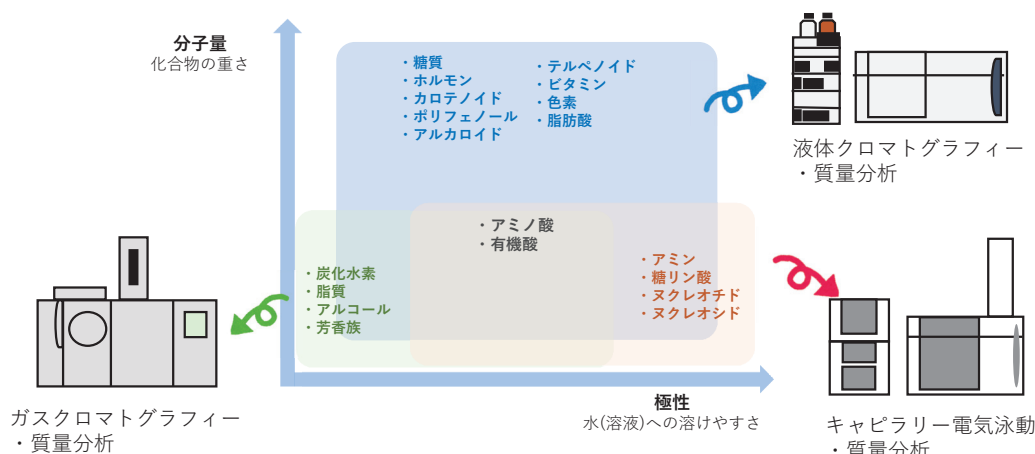 分子量
化合物の重さ
・糖質
・ホルモン
・カロテノイド
・ポリフェノール
・アルカロイド
・テルペノイド
・ビタミン
・色素
・脂肪酸
液体クロマトグラフィー
・質量分析
・アミノ酸
・有機酸
・炭化水素
・脂質
・アルコール
・芳香族
・アミン
・糖リン酸
・ヌクレオチド
・ヌクレオシド
ガスクロマトグラフィー
・質量分析
極性
水(溶液)への溶けやすさ
キャピラリー電気泳動
・質量分析